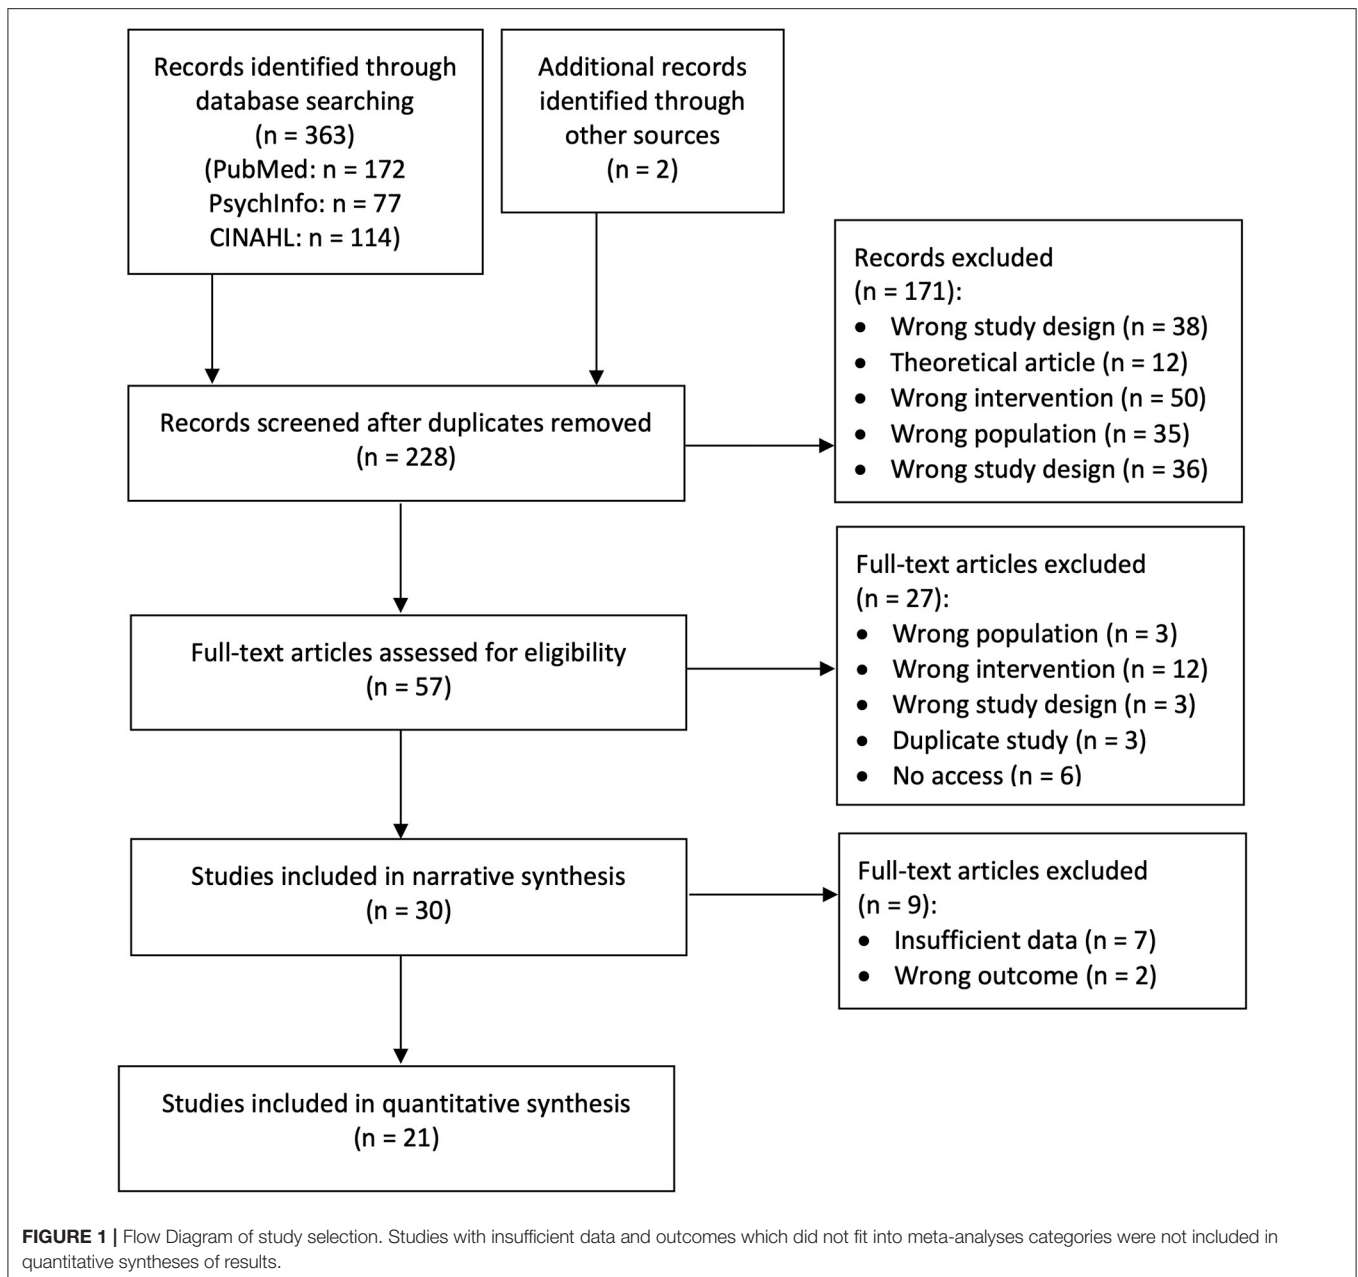 Records identified through
database searching
(n = 363)
(PubMed: n = 172
PsychInfo: n = 77
CINAHL: n = 114)
Additional records
identified through
other sources
(n = 2)
Records screened after duplicates removed
(n = 228)
Records excluded
(n = 171):
• Wrong study design (n = 38)
• Theoretical article (n = 12)
• Wrong intervention (n = 50)
• Wrong population (n = 35)
• Wrong study design (n = 36)
Full-text articles assessed for eligibility
(n = 57)
Full-text articles excluded
(n = 27):
• Wrong population (n = 3)
• Wrong intervention (n = 12)
• Wrong study design (n = 3)
• Duplicate study (n = 3)
• No access (n = 6)
Studies included in narrative synthesis
(n = 30)
Full-text articles excluded
(n = 9):
• Insufficient data (n = 7)
• Wrong outcome (n = 2)
Studies included in quantitative synthesis
(n = 21)
FIGURE 1 | Flow Diagram of study selection. Studies with insufficient data and outcomes which did not fit into meta-analyses categories were not included in
quantitative syntheses of results.